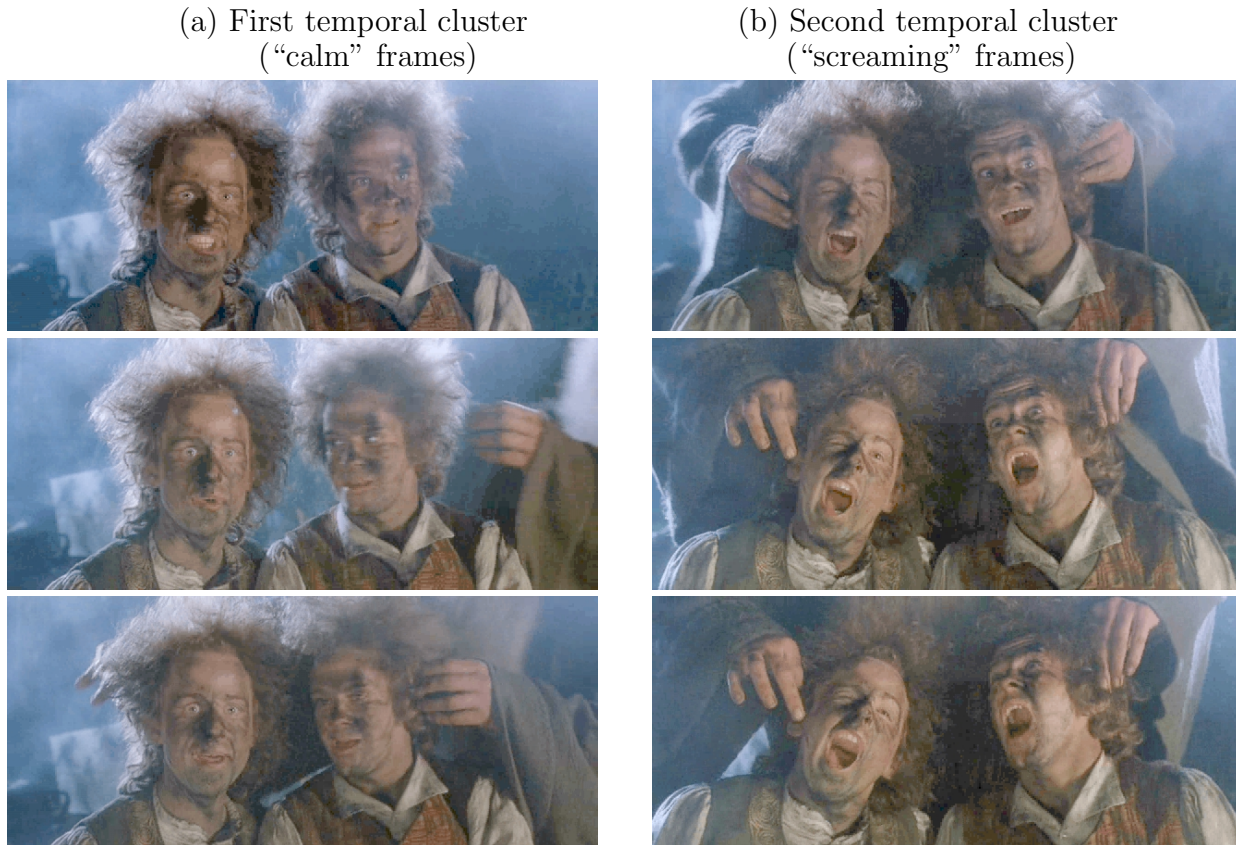 (a) First temporal cluster
(“calm” frames)
(b) Second temporal cluster
(“screaming” frames)